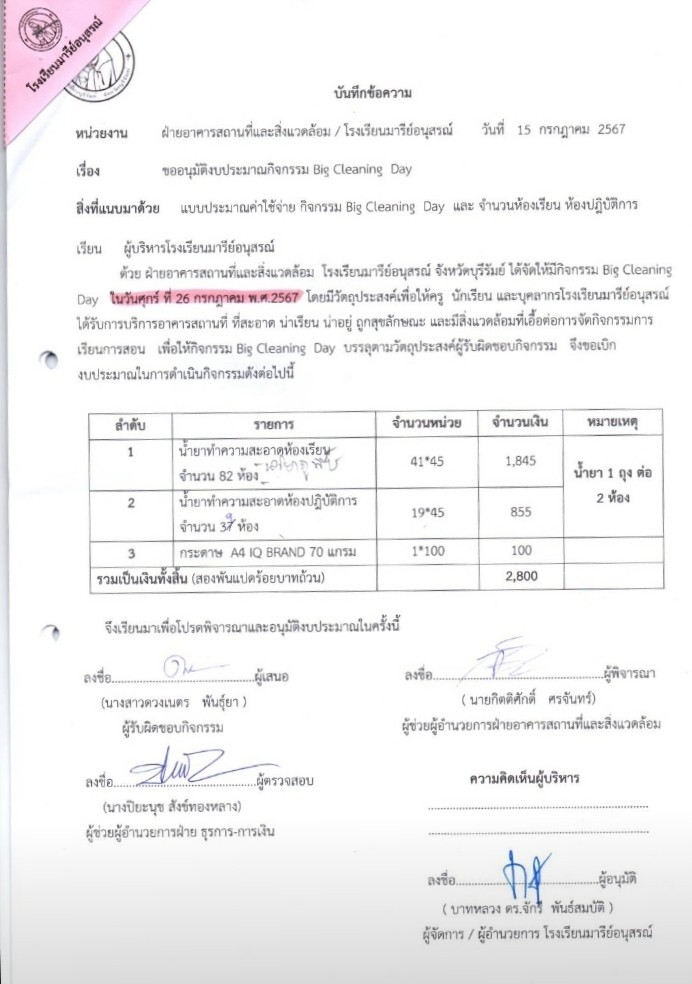 โรงเรียนมารีย์อนุสรณ์
บันทึกข้อความ
หน่วยงาน ฝ่ายอาคารสถานที่และสิ่งแวดล้อม / โรงเรียนมารีย์อนุสรณ์ วันที่ 15 กรกฎาคม 2567
เรื่อง ขออนุมัติงบประมาณกิจกรรม Big Cleaning Day
สิ่งที่แนบมาด้วย แบบประมาณค่าใช้จ่าย กิจกรรม Big Cleaning Day และ จำนวนห้องเรียน ห้องปฏิบัติการ
เรียน ผู้บริหารโรงเรียนมารีย์อนุสรณ์
ด้วย ฝ่ายอาคารสถานที่และสิ่งแวดล้อม โรงเรียนมารีย์อนุสรณ์ จังหวัดบุรีรัมย์ ได้จัดให้มีกิจกรรม Big Cleaning
Day ในวันศุกร์ ที่ 26 กรกฎาคม พ.ศ.2567 โดยมีวัตถุประสงค์เพื่อให้ครู นักเรียน และบุคลากรโรงเรียนมารีย์อนุสรณ์
ได้รับการบริการอาคารสถานที่ ที่สะอาด น่าเรียน น่าอยู่ ถูกสุขลักษณะ และมีสิ่งแวดล้อมที่เอื้อต่อการจัดกิจกรรมการ
เรียนการสอน เพื่อให้กิจกรรม Big Cleaning Day บรรลุตามวัตถุประสงค์ผู้รับผิดชอบกิจกรรม จึงขอเบิก
งบประมาณในการดำเนินกิจกรรมดังต่อไปนี้
ลำดับ รายการ จำนวนหน่วย จำนวนเงิน หมายเหตุ
1 น้ำยาทำความสะอาดห้องเรียน 41*45 1,845 น้ำยา 1 ถุง ต่อ
จำนวน 82 ห้อง 2 ห้อง
2 น้ำยาทำความสะอาดห้องปฏิบัติการ 19*45 855
จำนวน ห้อง
3 กระดาษ A4 IQ BRAND 70 แกรม 1*100 100
รวมเป็นเงินทั้งสิ้น (สองพันแปดร้อยบาทถ้วน) 2,800
จึงเรียนมาเพื่อโปรดพิจารณาและอนุมัติงบประมาณในครั้งนี้
ลงชื่อ........................................ผู้เสนอ ลงชื่อ........................................ผู้พิจารณา
(นางสาวดวงเนตร พันธุ์ยา ) ( นายกิตติศักดิ์ ศรจันทร์)
ผู้รับผิดชอบกิจกรรม ผู้ช่วยผู้อำนวยการฝ่ายอาคารสถานที่และสิ่งแวดล้อม
ลงชื่อ........................................ผู้ตรวจสอบ ความคิดเห็นผู้บริหาร
(นางปิยะนุช สังข์ทองหลาง)
ผู้ช่วยผู้อำนวยการฝ่าย ธุรการ-การเงิน
ลงชื่อ........................................ผู้อนุมัติ
( บาทหลวง ดร.จักรี พันธ์สมบัติ )
ผู้จัดการ / ผู้อำนวยการ โรงเรียนมารีย์อนุสรณ์